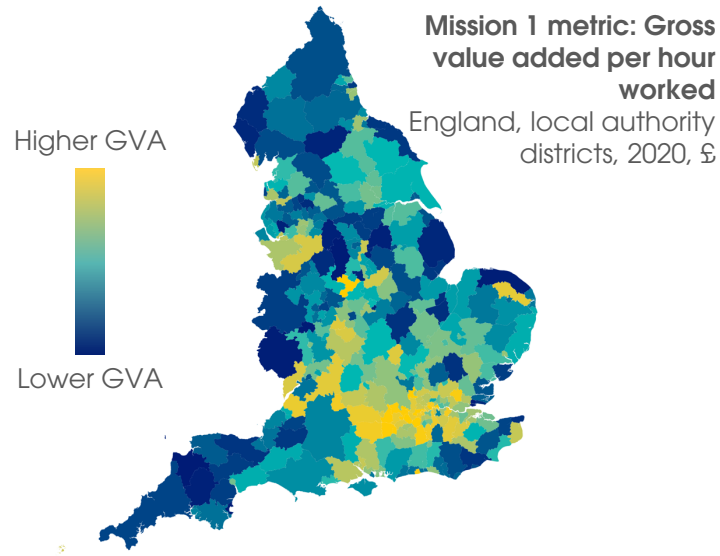 Mission 1 metric: Gross
value added per hour
worked
England, local authority
districts, 2020, £
Higher GVA
Lower GVA